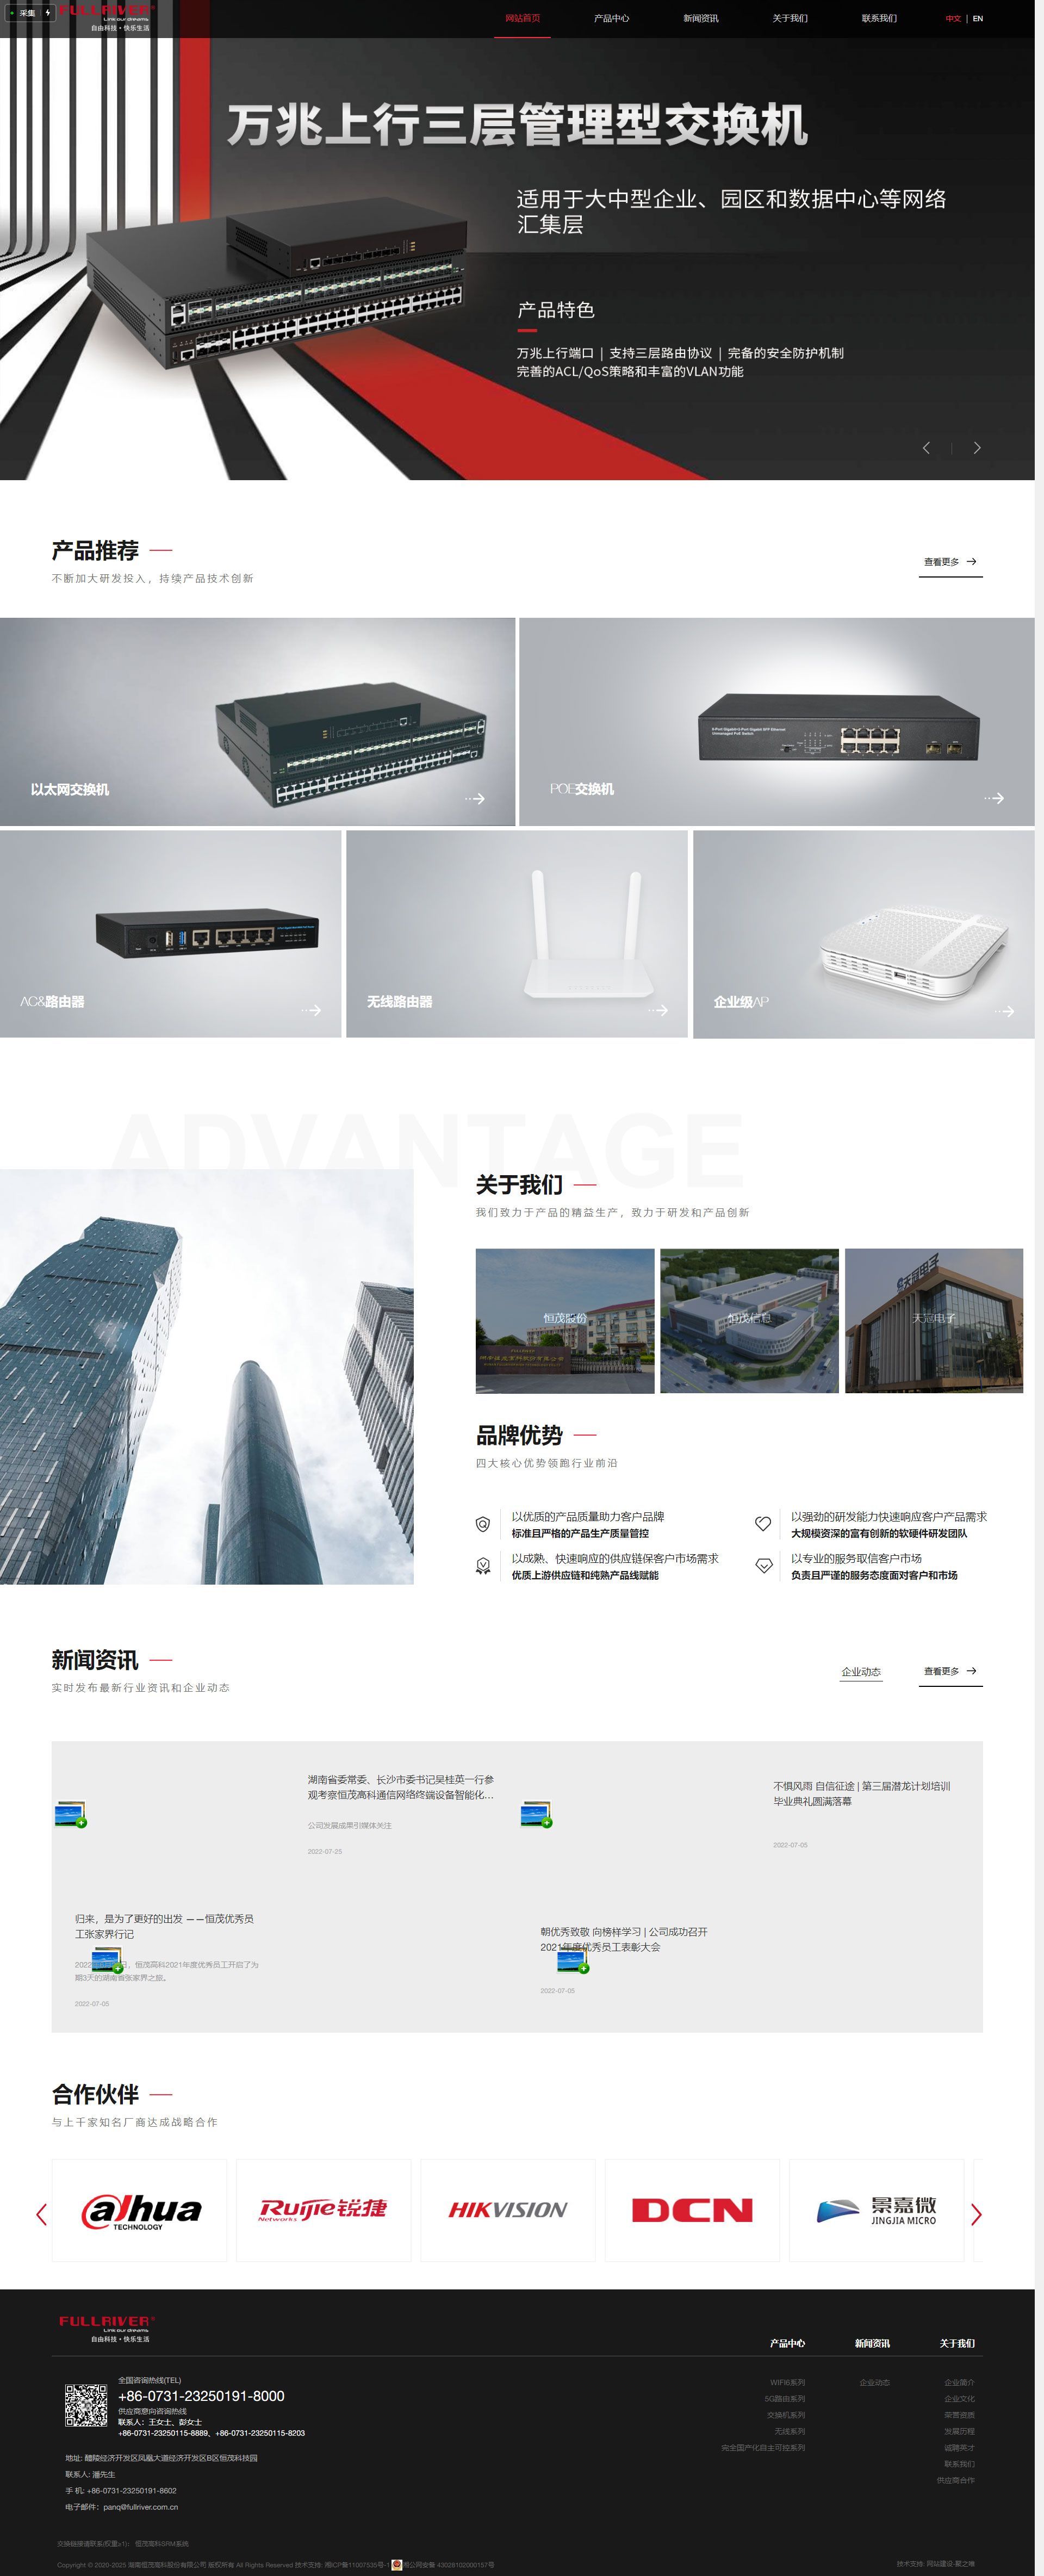 采集
FULLRIVER®
Link our dreams
自由科技·快乐生活
网站首页
产品中心
新闻资讯
关于我们
联系我们
中文 | EN
万兆上行三层管理型交换机
适用于大中型企业、园区和数据中心等网络
汇集层
产品特色
万兆上行端口 | 支持三层路由协议 | 完备的安全防护机制
完善的ACL/QoS策略和丰富的VLAN功能
产品推荐
不断加大研发投入，持续产品技术创新
查看更多
以太网交换机
POE交换机
AC&路由器
无线路由器
企业级AP
ADVANTAGE
关于我们
我们致力于产品的精益生产，致力于研发和产品创新
恒茂股份
恒茂信息
天冠电子
品牌优势
四大核心优势领跑行业前沿
以优质的产品质量助力客户品牌
标准且严格的产品生产质量管控
以强劲的研发能力快速响应客户产品需求
大规模资深的富有创新的软硬件研发团队
以成熟、快速响应的供应链保客户市场需求
优质上游供应链和纯熟产品线赋能
以专业的服务取信客户市场
负责且严谨的服务态度面对客户和市场
新闻资讯
实时发布最新行业资讯和企业动态
企业动态
查看更多
湖南省委常委、长沙市委书记吴桂英一行参
观考察恒茂高科通信网络终端设备智能化…
公司发展成果引媒体关注
2022-07-25
不惧风雨 自信征途 | 第三届潜龙计划培训
毕业典礼圆满落幕
2022-07-05
归来，是为了更好的出发 ——恒茂优秀员
工张家界行记
恒茂高科2021年度优秀员工开启了为
期3天的湖南省张家界之旅。
2022-07-05
朝优秀致敬 向榜样学习 | 公司成功召开
2021年度优秀员工表彰大会
2022-07-05
合作伙伴
与上千家知名厂商达成战略合作
alhua
TECHNOLOGY
Ruijie锐捷
Networks
HIKVISION
DCN
景嘉微
JINGJIA MICRO
FULLRIVER®
Link our dreams
自由科技·快乐生活
产品中心
新闻资讯
关于我们
全国咨询热线(TEL)
+86-0731-23250191-8000
供应商意向咨询热线
联系人：王女士、彭女士
+86-0731-23250115-8889、+86-0731-23250115-8203
地址: 醴陵经济开发区凤凰大道经济开发区B区恒茂科技园
联系人: 潘先生
手 机: +86-0731-23250191-8602
电子邮件：panq@fullriver.com.cn
WIFI6系列
5G路由系列
交换机系列
无线系列
完全国产化自主可控系列
企业动态
企业简介
企业文化
荣誉资质
发展历程
诚聘英才
联系我们
供应商合作
交换链接请联系(权重≥1)： 恒茂高科SRM系统
Copyright © 2020-2025 湖南恒茂高科股份有限公司 版权所有 All Rights Reserved 技术支持: 湘ICP备11007535号-1 湘公网安备 43028102000157号
技术支持: 网站建设·聚之鼎